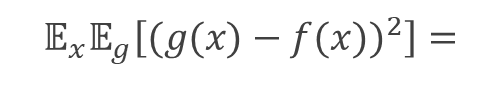 𝔼ₓ𝔼_g[(g(x) − f(x))²] =